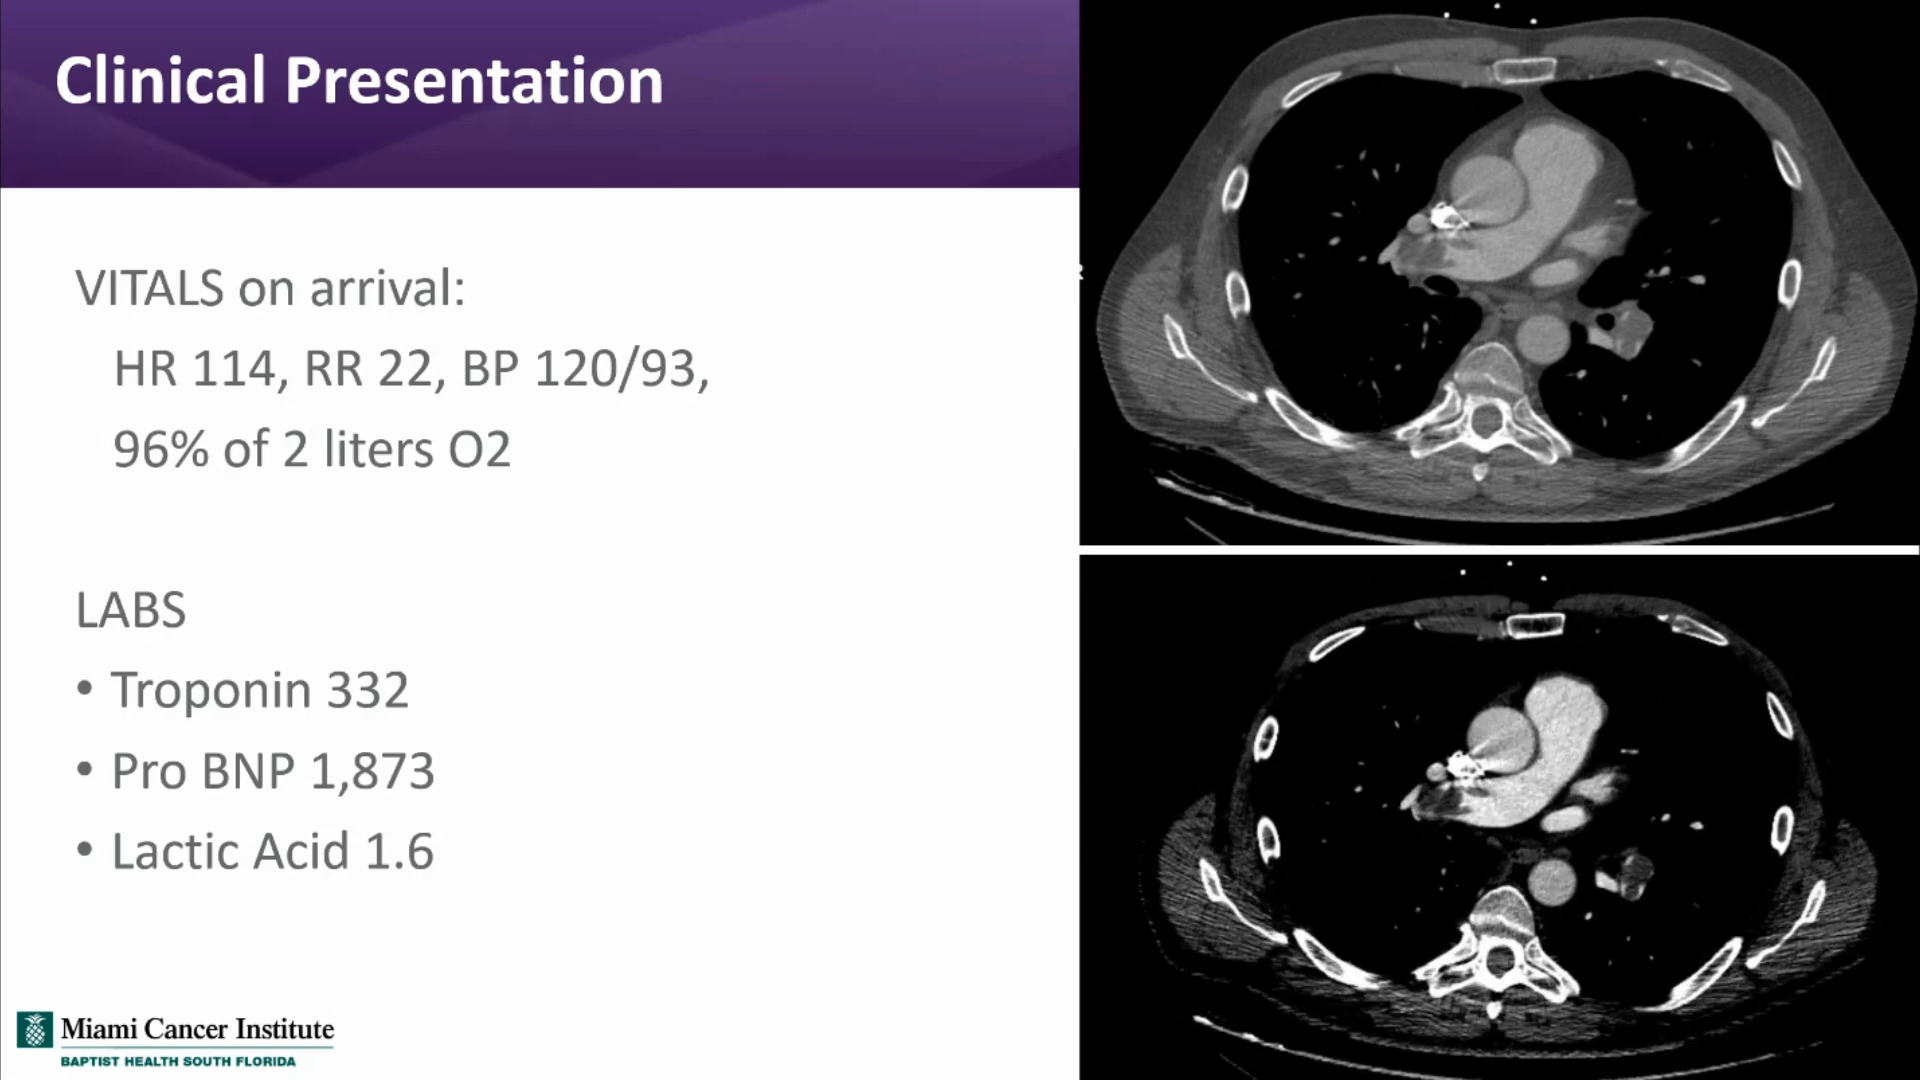 Clinical Presentation
VITALS on arrival:
HR 114, RR 22, BP 120/93,
96% of 2 liters O2
LABS
• Troponin 332
• Pro BNP 1,873
• Lactic Acid 1.6
Miami Cancer Institute
BAPTIST HEALTH SOUTH FLORIDA